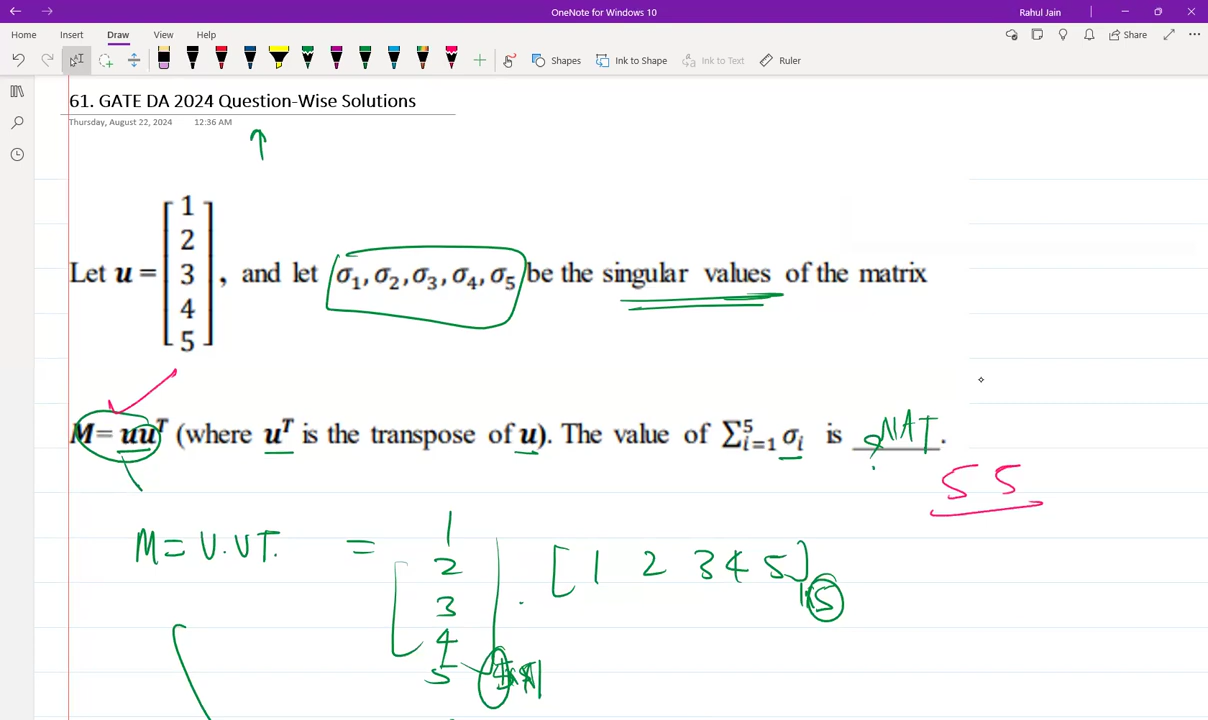 OneNote for Windows 10
Rahul Jain
Home Insert Draw View Help
Share
Shapes Ink to Shape Ink to Text Ruler
61. GATE DA 2024 Question-Wise Solutions
Thursday, August 22, 2024 12:36 AM
1
2
Let u = 3 , and let σ1, σ2, σ3, σ4, σ5 be the singular values of the matrix
4
5
M= uu^T (where u^T is the transpose of u). The value of ∑_{i=1}^5 σ_i is ______.
NAT
55
M = U.UT. = [1 2 3 4 5] . [1 2 3 4 5]